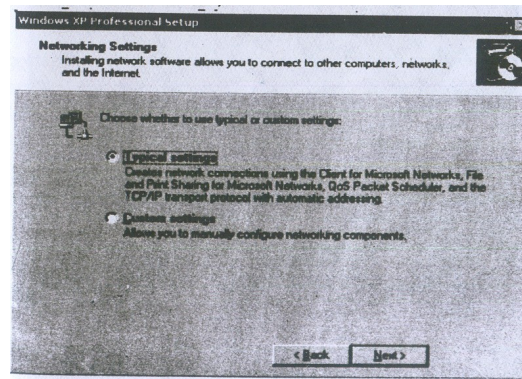 Windows XP Professional Setup
Networking Settings
Installing network software allows you to connect to other computers, networks,
and the Internet.
Choose whether to use typical or custom settings:
Typical settings
Creates network connections using the Client for Microsoft Networks, File
and Print Sharing for Microsoft Networks, QoS Packet Scheduler, and the
TCP/IP transport protocol with automatic addressing.
Custom settings
Allows you to manually configure networking components.
< Back
Next >